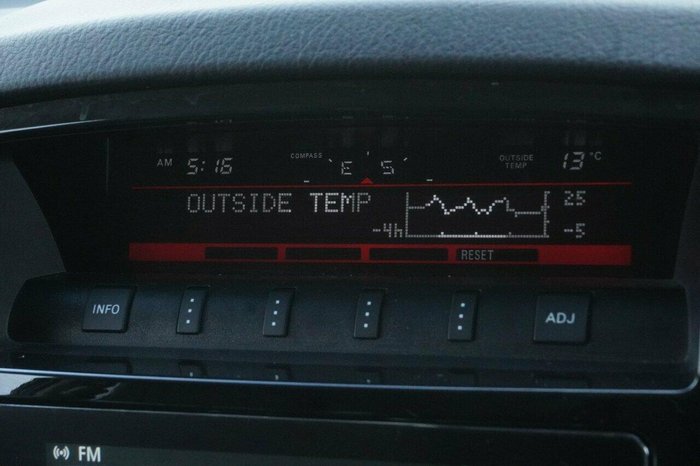 AM 5:16 COMPASS E S OUTSIDE TEMP 13°C
OUTSIDE TEMP 25
-4h -5
RESET
INFO ADJ
FM